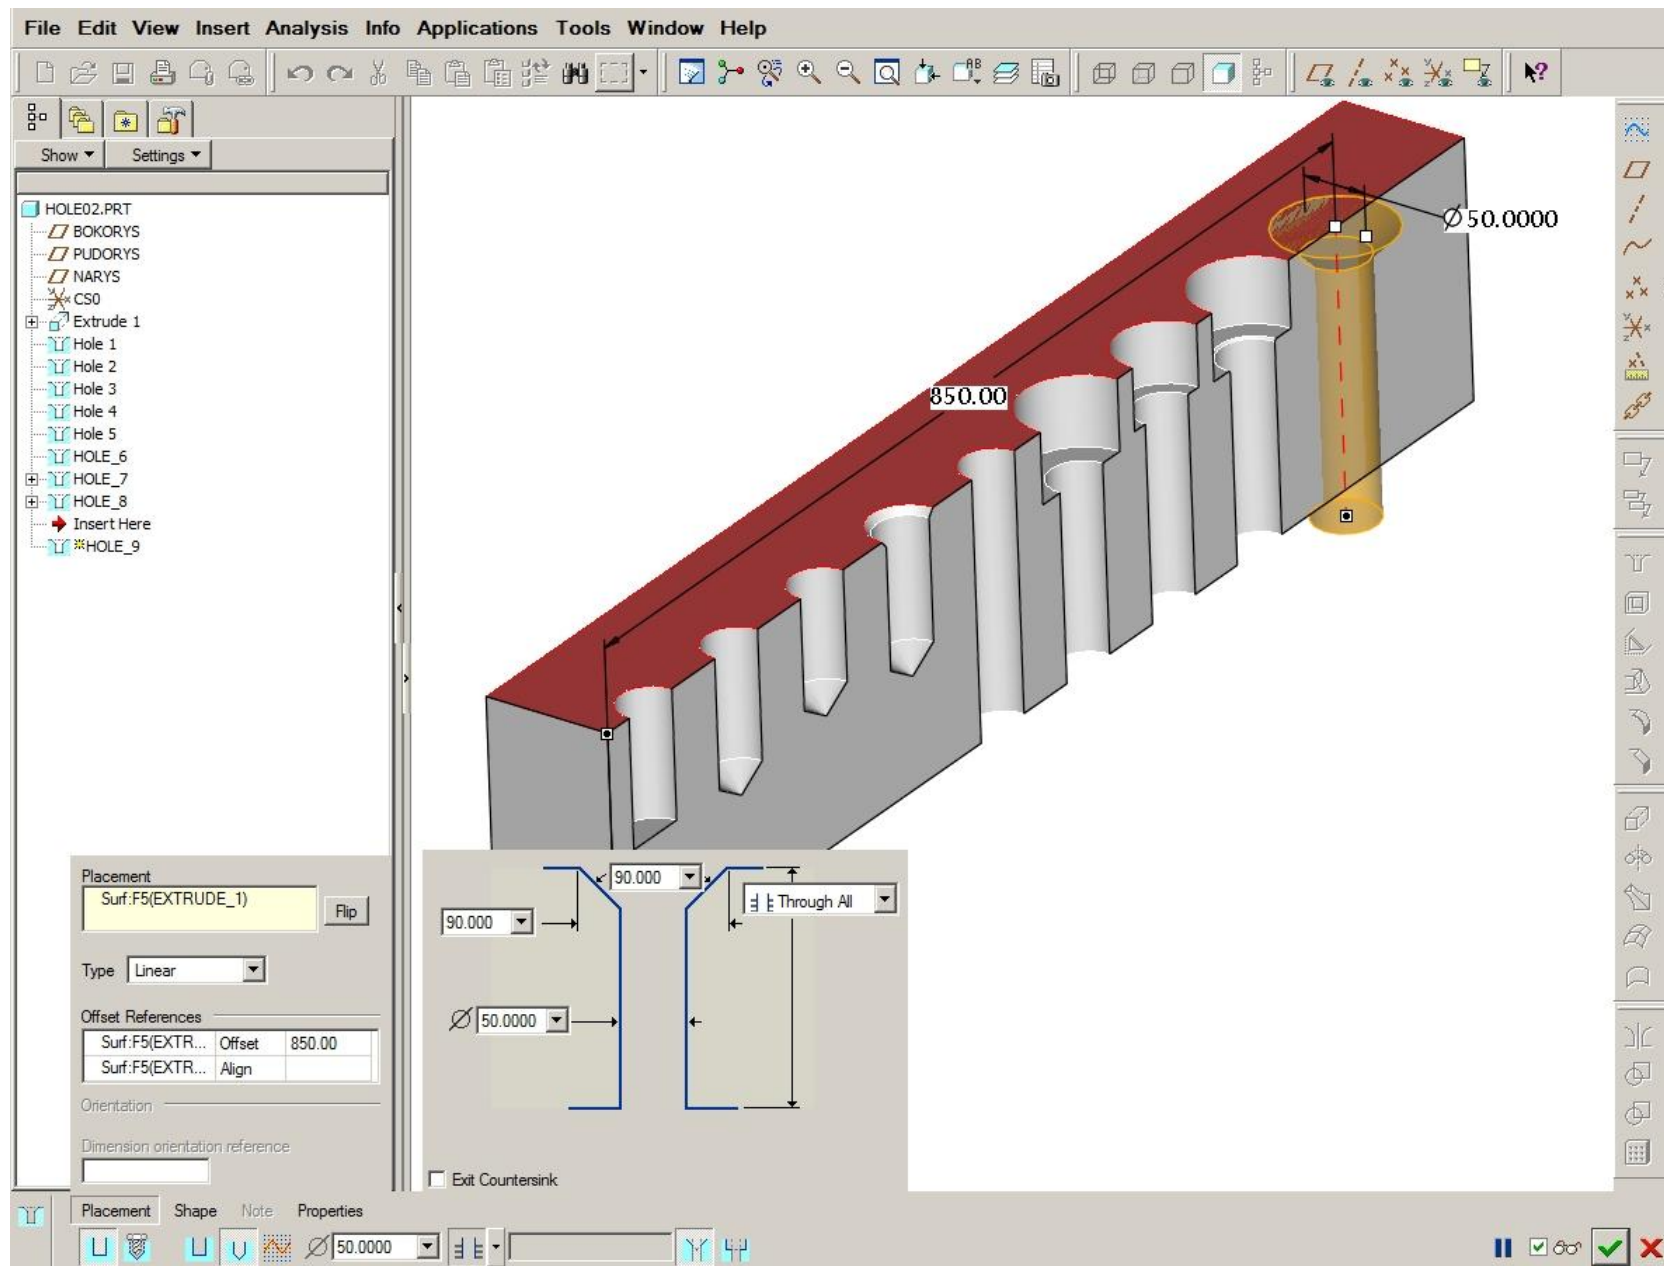 File Edit View Insert Analysis Info Applications Tools Window Help
AB
Show Settings
HOLE02.PRT
BOKORYS
PUDORYS
NARYS
CS0
Extrude 1
Hole 1
Hole 2
Hole 3
Hole 4
Hole 5
HOLE_6
HOLE_7
HOLE_8
Insert Here
HOLE_9
Ø 50.0000
850.00
Placement
Surf:F5(EXTRUDE_1)
Flip
Type Linear
Offset References
Surf:F5(EXTR... Offset 850.00
Surf:F5(EXTR... Align
Orientation
Dimension orientation reference
90.000
Through All
90.000
Ø 50.0000
Exit Countersink
Placement Shape Note Properties
Ø 50.0000